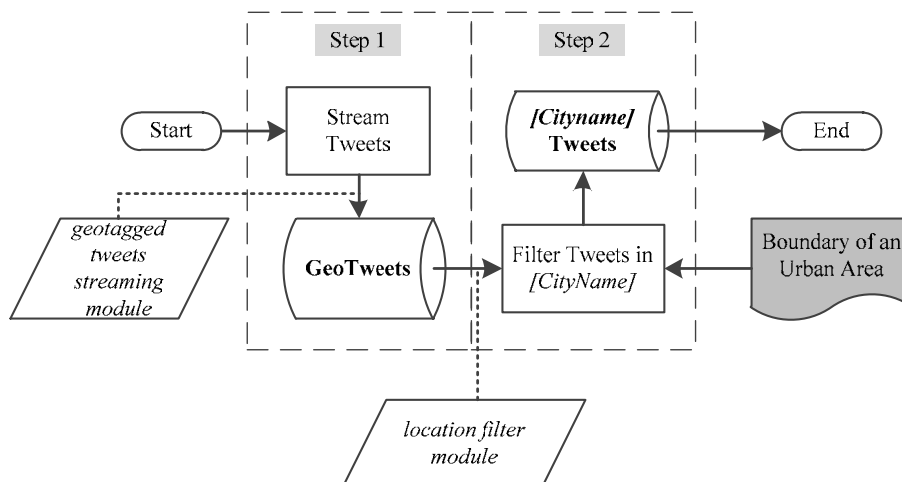 Step 1
Step 2
Start
Stream
Tweets
[Cityname]
Tweets
End
geotagged
tweets
streaming
module
GeoTweets
Filter Tweets in
[CityName]
Boundary of an
Urban Area
location filter
module